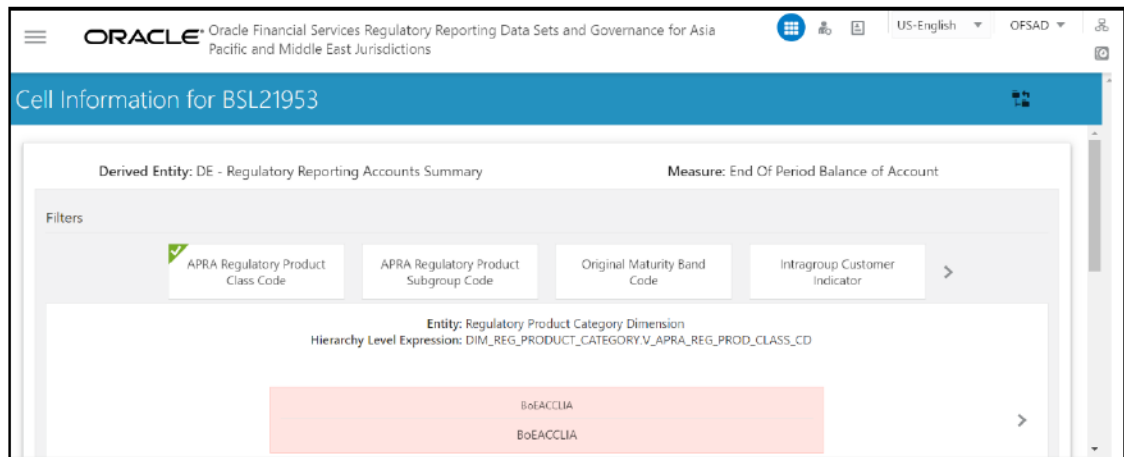 ORACLE® Oracle Financial Services Regulatory Reporting Data Sets and Governance for Asia
Pacific and Middle East Jurisdictions
US-English
OFSAD
Cell Information for BSL21953
Derived Entity: DE - Regulatory Reporting Accounts Summary
Measure: End Of Period Balance of Account
Filters
APRA Regulatory Product
Class Code
APRA Regulatory Product
Subgroup Code
Original Maturity Band
Code
Intragroup Customer
Indicator
Entity: Regulatory Product Category Dimension
Hierarchy Level Expression: DIM_REG_PRODUCT_CATEGORY.V_APRA_REG_PROD_CLASS_CD
BoEACCLIA
BoEACCLIA